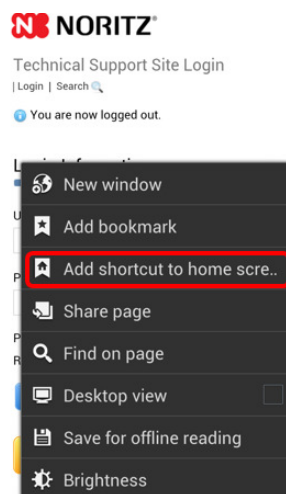 NORITZ
Technical Support Site Login
| Login | Search
You are now logged out.
New window
Add bookmark
Add shortcut to home scre..
Share page
Find on page
Desktop view
Save for offline reading
Brightness